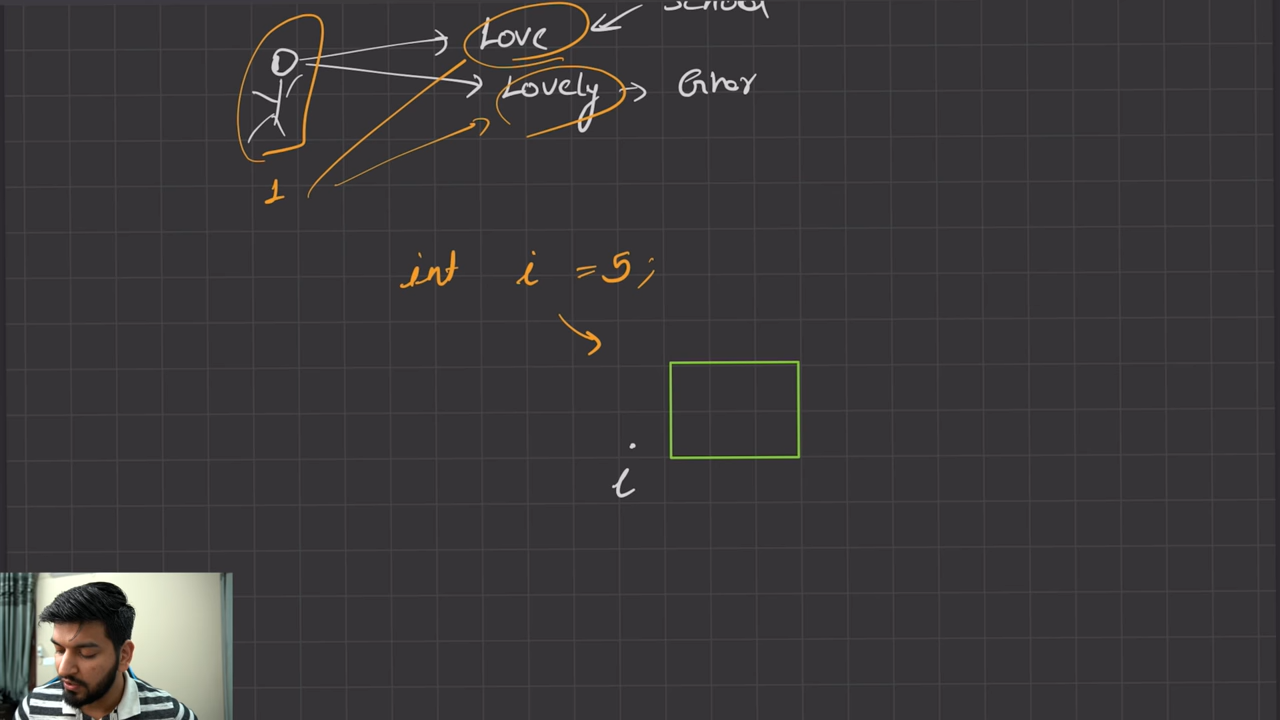 Love
Lovely → Ghar
1
int i = 5;
i